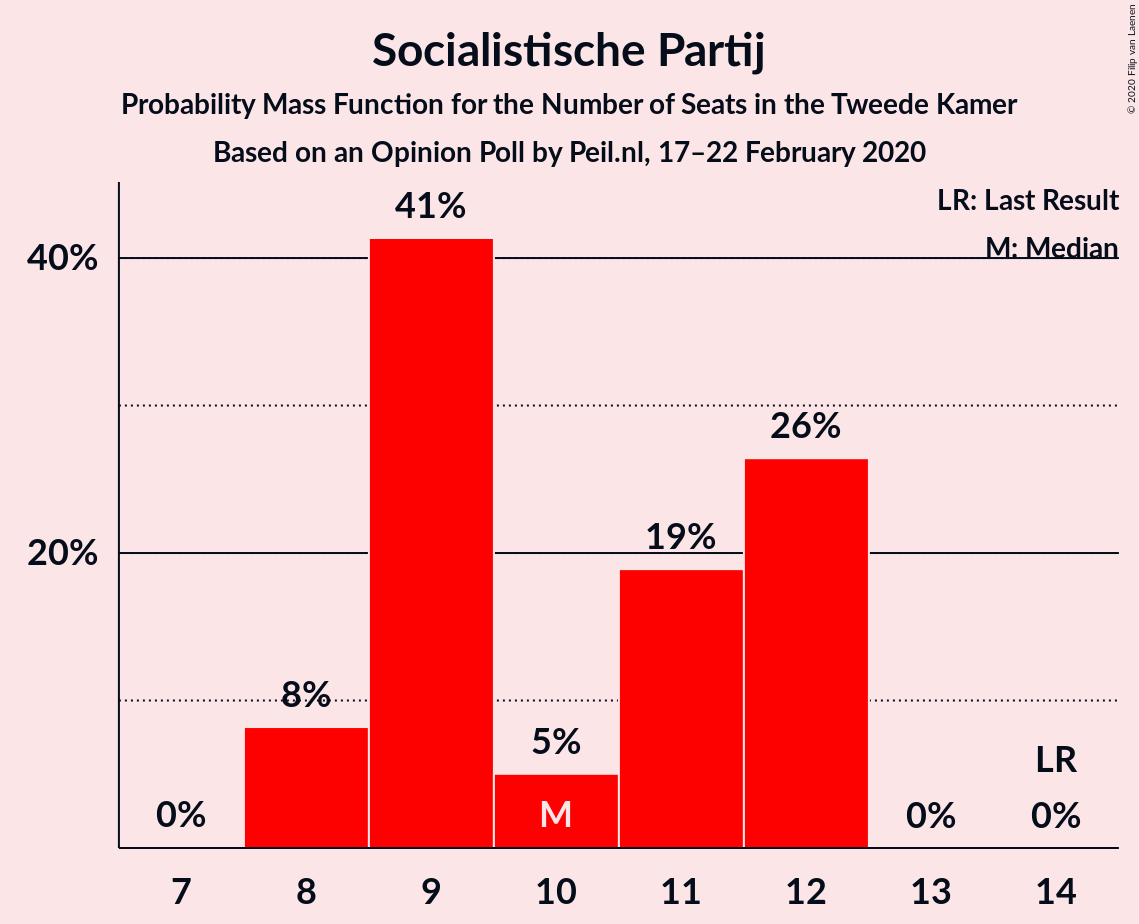 Socialistische Partij
Probability Mass Function for the Number of Seats in the Tweede Kamer
Based on an Opinion Poll by Peil.nl, 17–22 February 2020
© 2020 Filip van Laenen
LR: Last Result
M: Median
41%
40%
26%
20%
19%
8%
5%
LR
0%
M
0%
0%
7
8
9
10
11
12
13
14